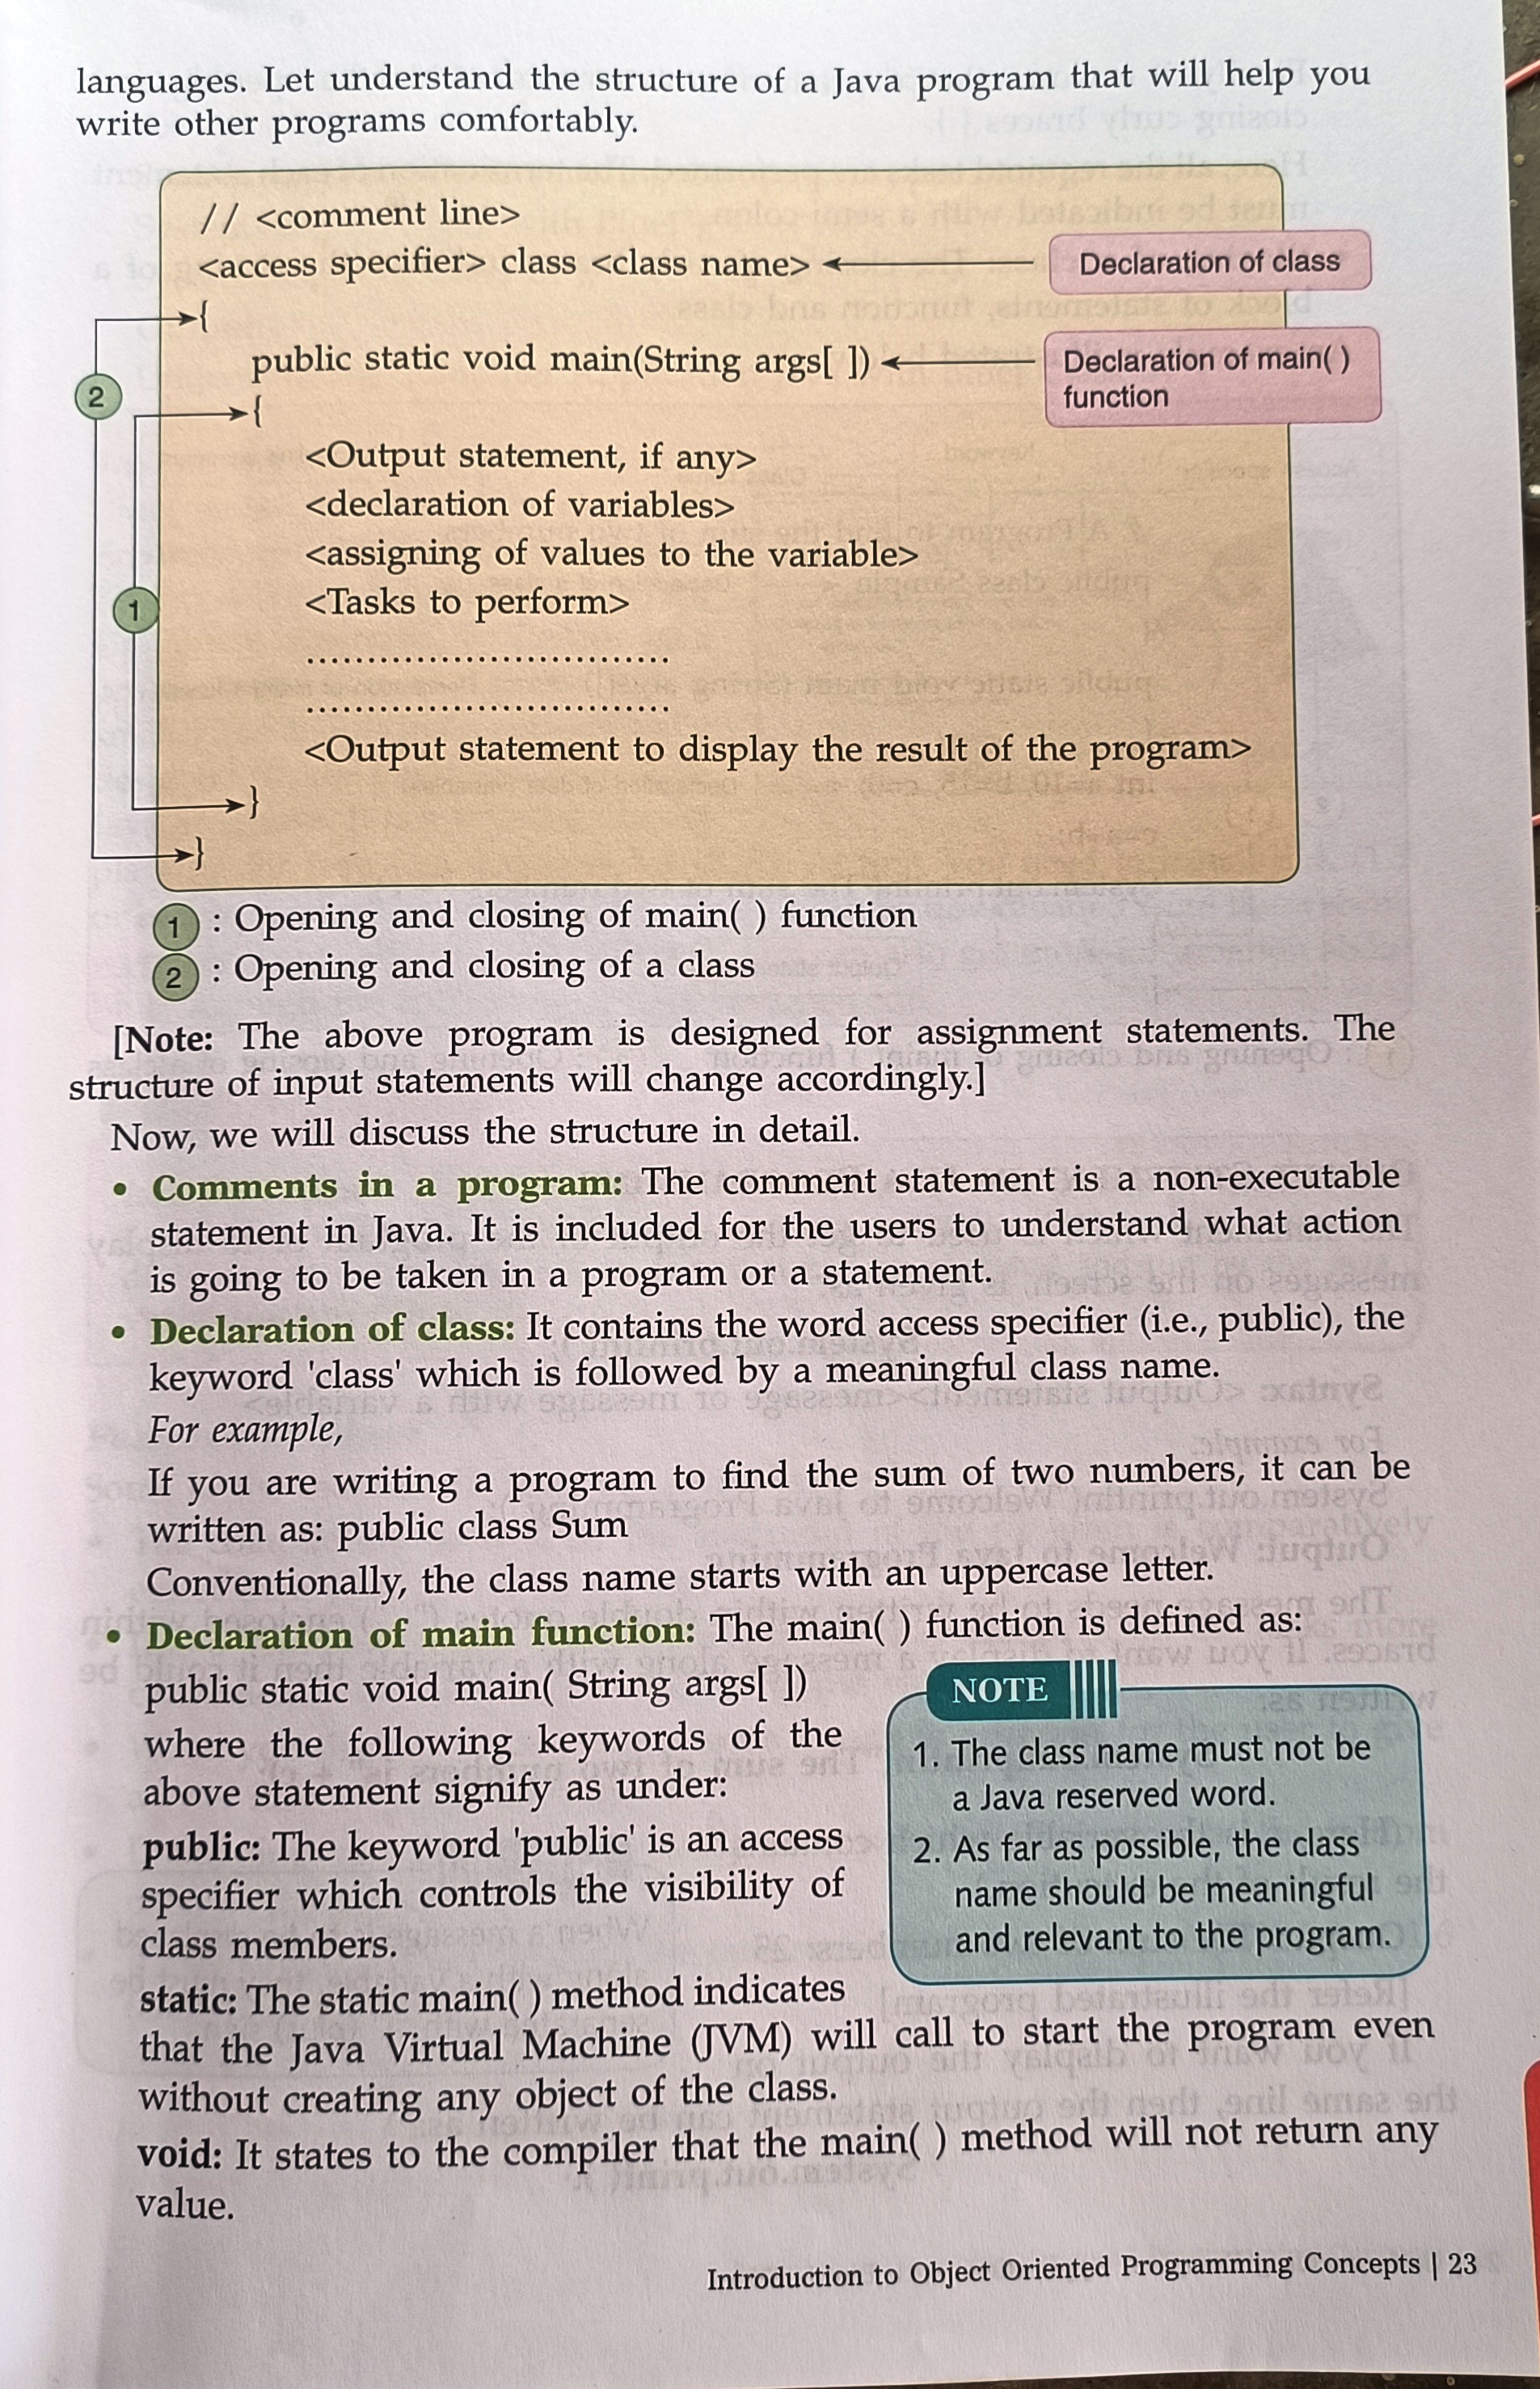 languages. Let understand the structure of a Java program that will help you
write other programs comfortably.
// <comment line>
<access specifier> class <class name>
Declaration of class
{
public static void main(String args[ ])
Declaration of main( )
function
2
{
<Output statement, if any>
<declaration of variables>
<assigning of values to the variable>
1
<Tasks to perform>
..............................
..............................
<Output statement to display the result of the program>
}
}
1 : Opening and closing of main( ) function
2 : Opening and closing of a class
[Note: The above program is designed for assignment statements. The
structure of input statements will change accordingly.]
Now, we will discuss the structure in detail.
• Comments in a program: The comment statement is a non-executable
statement in Java. It is included for the users to understand what action
is going to be taken in a program or a statement.
• Declaration of class: It contains the word access specifier (i.e., public), the
keyword 'class' which is followed by a meaningful class name.
For example,
If you are writing a program to find the sum of two numbers, it can be
written as: public class Sum
Conventionally, the class name starts with an uppercase letter.
• Declaration of main function: The main( ) function is defined as:
public static void main( String args[ ])
where the following keywords of the
above statement signify as under:
public: The keyword 'public' is an access
specifier which controls the visibility of
class members.
NOTE
1. The class name must not be
a Java reserved word.
2. As far as possible, the class
name should be meaningful
and relevant to the program.
static: The static main( ) method indicates
that the Java Virtual Machine (JVM) will call to start the program even
without creating any object of the class.
void: It states to the compiler that the main( ) method will not return any
value.
Introduction to Object Oriented Programming Concepts | 23